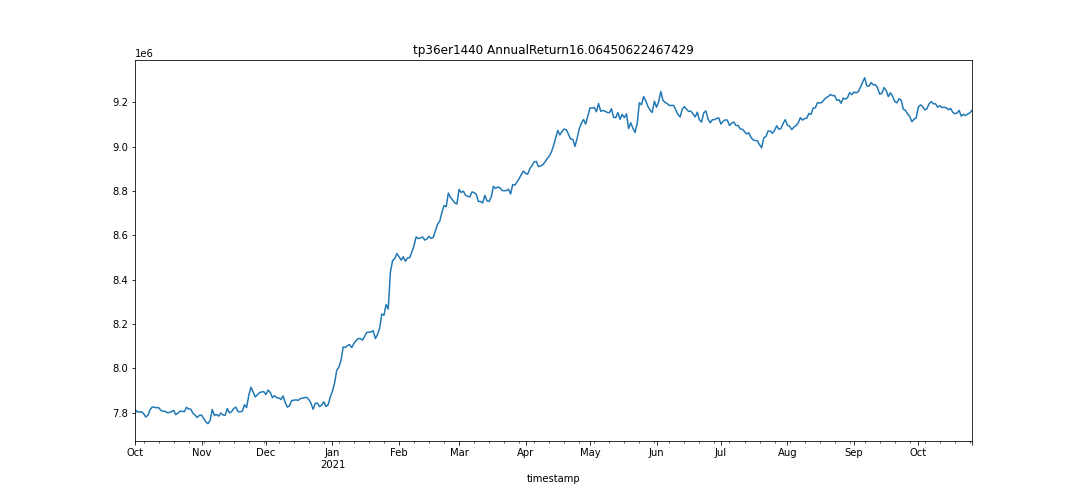 tp36er1440 AnnualReturn16.06450622467429
1e6
9.2
9.0
8.8
8.6
8.4
8.2
8.0
7.8
Oct Nov Dec Jan Feb Mar Apr May Jun Jul Aug Sep Oct
2021
timestamp